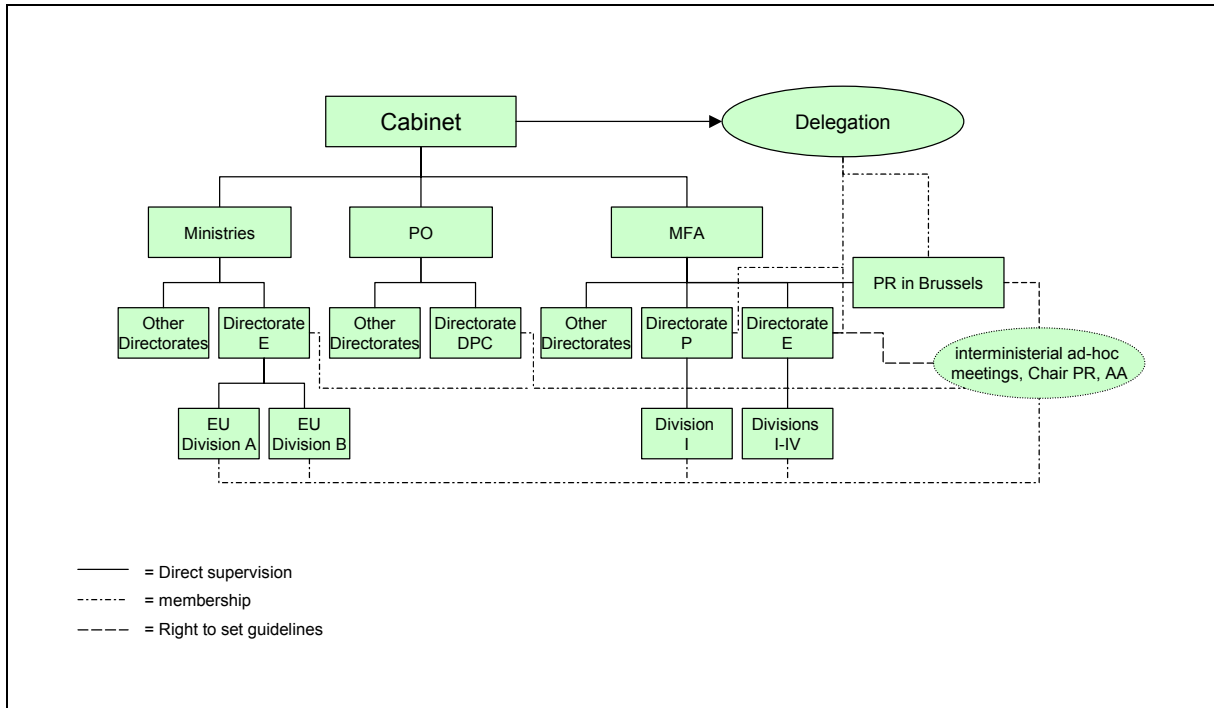 Cabinet
Delegation
Ministries
PO
MFA
PR in Brussels
Other
Directorates
Directorate
E
Other
Directorates
Directorate
DPC
Other
Directorates
Directorate
P
Directorate
E
interministerial ad-hoc
meetings, Chair PR, AA
EU
Division A
EU
Division B
Division
I
Divisions
I-IV
= Direct supervision
= membership
= Right to set guidelines